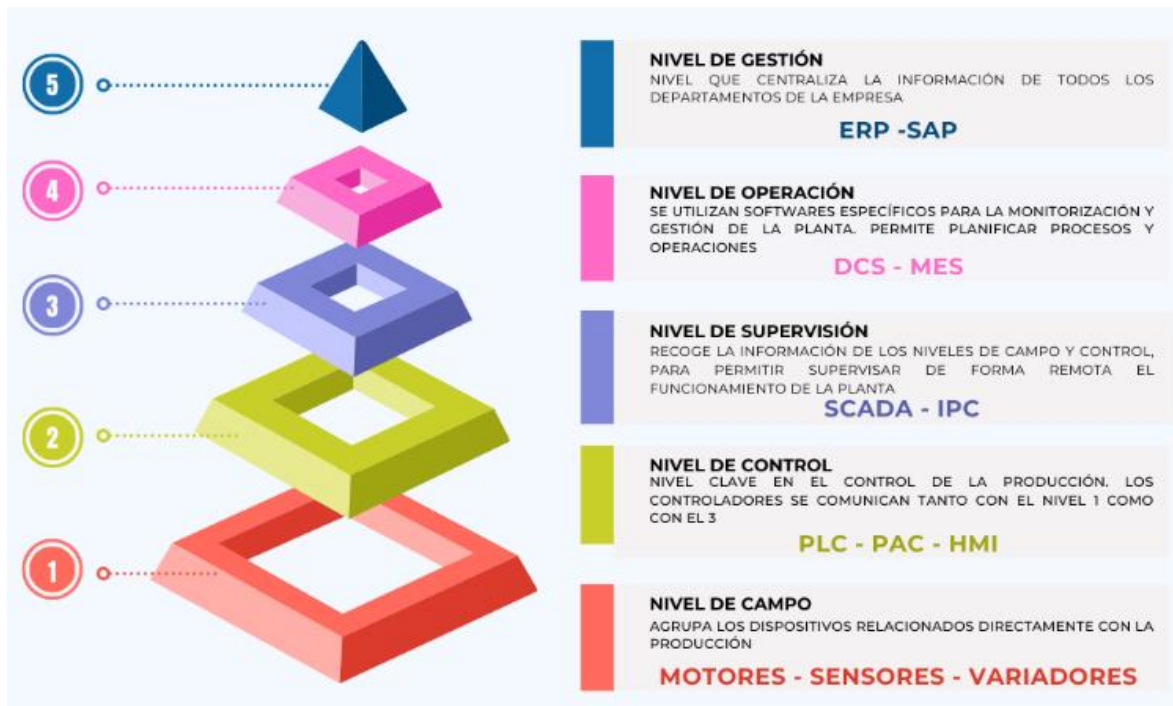 5
NIVEL DE GESTIÓN
NIVEL QUE CENTRALIZA LA INFORMACIÓN DE TODOS LOS
DEPARTAMENTOS DE LA EMPRESA
ERP -SAP
4
NIVEL DE OPERACIÓN
SE UTILIZAN SOFTWARES ESPECÍFICOS PARA LA MONITORIZACIÓN Y
GESTIÓN DE LA PLANTA. PERMITE PLANIFICAR PROCESOS Y
OPERACIONES
DCS - MES
3
NIVEL DE SUPERVISIÓN
RECOGE LA INFORMACIÓN DE LOS NIVELES DE CAMPO Y CONTROL,
PARA PERMITIR SUPERVISAR DE FORMA REMOTA EL
FUNCIONAMIENTO DE LA PLANTA
SCADA - IPC
2
NIVEL DE CONTROL
NIVEL CLAVE EN EL CONTROL DE LA PRODUCCIÓN. LOS
CONTROLADORES SE COMUNICAN TANTO CON EL NIVEL 1 COMO
CON EL 3
PLC - PAC - HMI
1
NIVEL DE CAMPO
AGRUPA LOS DISPOSITIVOS RELACIONADOS DIRECTAMENTE CON LA
PRODUCCIÓN
MOTORES - SENSORES - VARIADORES